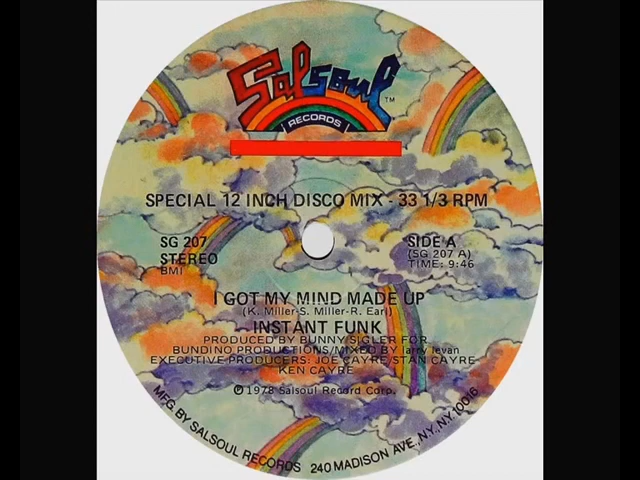 Salsoul
TM
RECORDS
SPECIAL 12 INCH DISCO MIX - 33 1/3 RPM
SG 207
STEREO
BMI
SIDE A
(SG 207 A)
TIME: 9:46
I GOT MY MIND MADE UP
(K. Miller-S. Miller-R. Earl)
INSTANT FUNK
PRODUCED BY BUNNY SIGLER FOR
BUNDINO PRODUCTIONS/MIXED BY larry levan
EXECUTIVE PRODUCERS: JOE CAYRE/STAN CAYRE
KEN CAYRE
℗ 1978 Salsoul Record Corp.
MFG. BY SALSOUL RECORDS 240 MADISON AVE., N.Y., N.Y. 10016